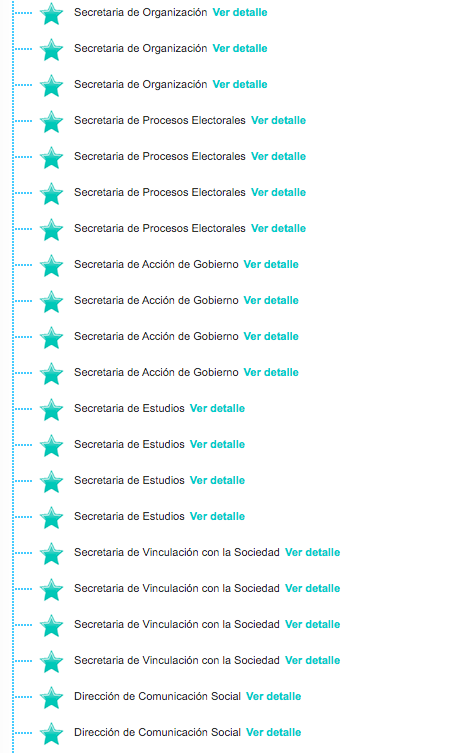 Secretaria de Organización Ver detalle
Secretaria de Organización Ver detalle
Secretaria de Organización Ver detalle
Secretaria de Procesos Electorales Ver detalle
Secretaria de Procesos Electorales Ver detalle
Secretaria de Procesos Electorales Ver detalle
Secretaria de Procesos Electorales Ver detalle
Secretaria de Acción de Gobierno Ver detalle
Secretaria de Acción de Gobierno Ver detalle
Secretaria de Acción de Gobierno Ver detalle
Secretaria de Acción de Gobierno Ver detalle
Secretaria de Estudios Ver detalle
Secretaria de Estudios Ver detalle
Secretaria de Estudios Ver detalle
Secretaria de Estudios Ver detalle
Secretaria de Vinculación con la Sociedad Ver detalle
Secretaria de Vinculación con la Sociedad Ver detalle
Secretaria de Vinculación con la Sociedad Ver detalle
Secretaria de Vinculación con la Sociedad Ver detalle
Dirección de Comunicación Social Ver detalle
Dirección de Comunicación Social Ver detalle